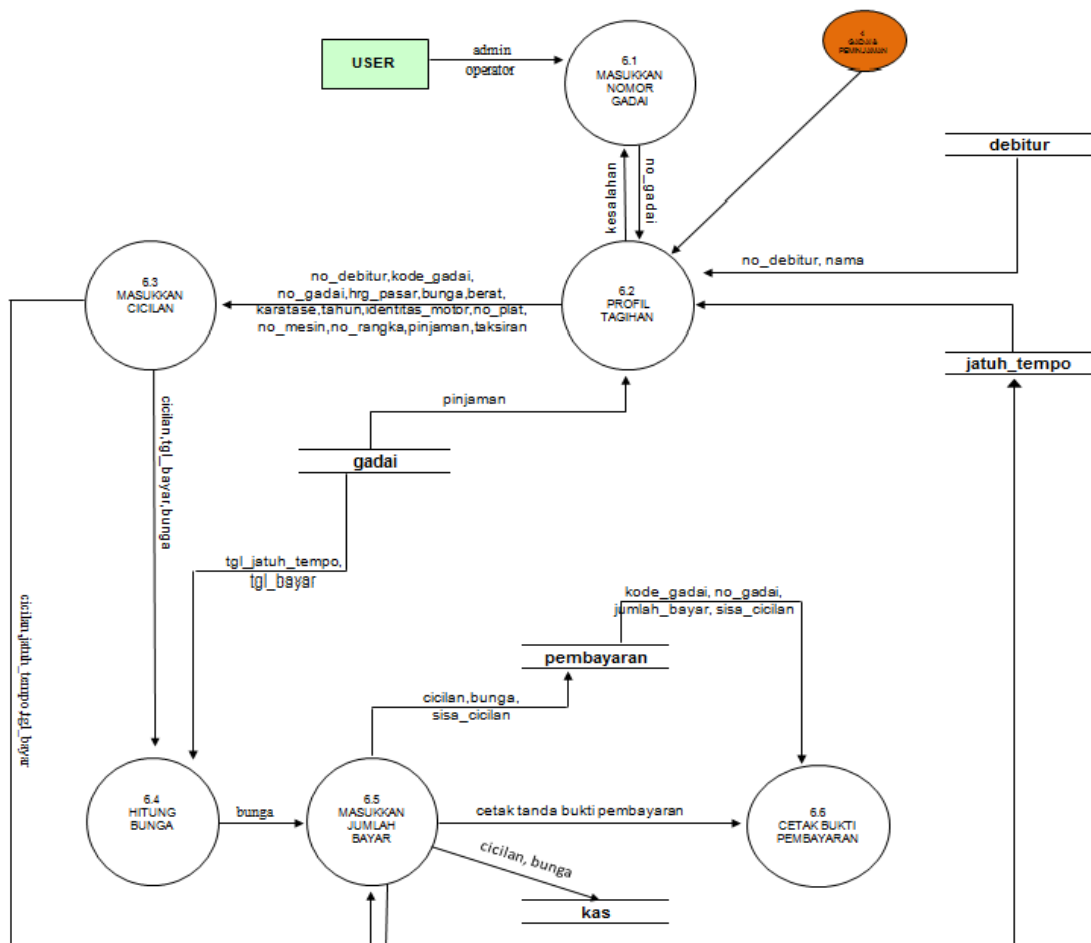 USER
admin
operator
6.1
MASUKKAN
NOMOR
GADAI
GADAI &
PEMINJAMAN
debitur
kesalahan
no_gadai
no_debitur, nama
6.3
MASUKKAN
CICILAN
no_debitur,kode_gadai,
no_gadai,hrg_pasar,bunga,berat,
karatase,tahun,identitas_motor,no_plat,
no_mesin,no_rangka,pinjaman,taksiran
6.2
PROFIL
TAGIHAN
jatuh_tempo
pinjaman
gadai
cicilan,tgl_bayar,bunga
tgl_jatuh_tempo,
tgl_bayar
kode_gadai, no_gadai,
jumlah_bayar, sisa_cicilan
pembayaran
cicilan,jatuh_tempo,tgl_bayar
cicilan,bunga,
sisa_cicilan
6.4
HITUNG
BUNGA
bunga
6.5
MASUKKAN
JUMLAH
BAYAR
cetak tanda bukti pembayaran
6.6
CETAK BUKTI
PEMBAYARAN
cicilan, bunga
kas